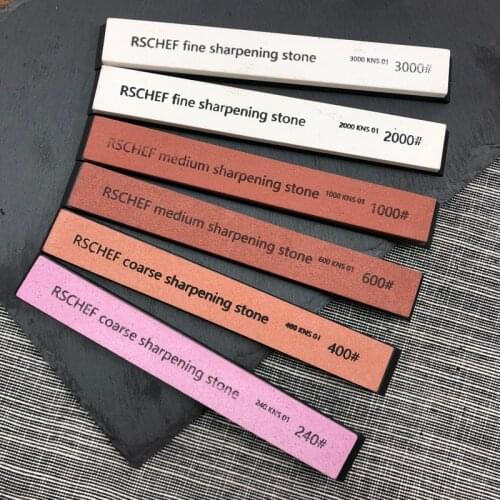 RSCHEF fine sharpening stone 3000 KNS 01 3000#
RSCHEF fine sharpening stone 2000 KNS 01 2000#
RSCHEF medium sharpening stone 1000 KNS 01 1000#
RSCHEF medium sharpening stone 600 KNS 01 600#
RSCHEF coarse sharpening stone 400 KNS 01 400#
RSCHEF coarse sharpening stone 240 KNS 01 240#